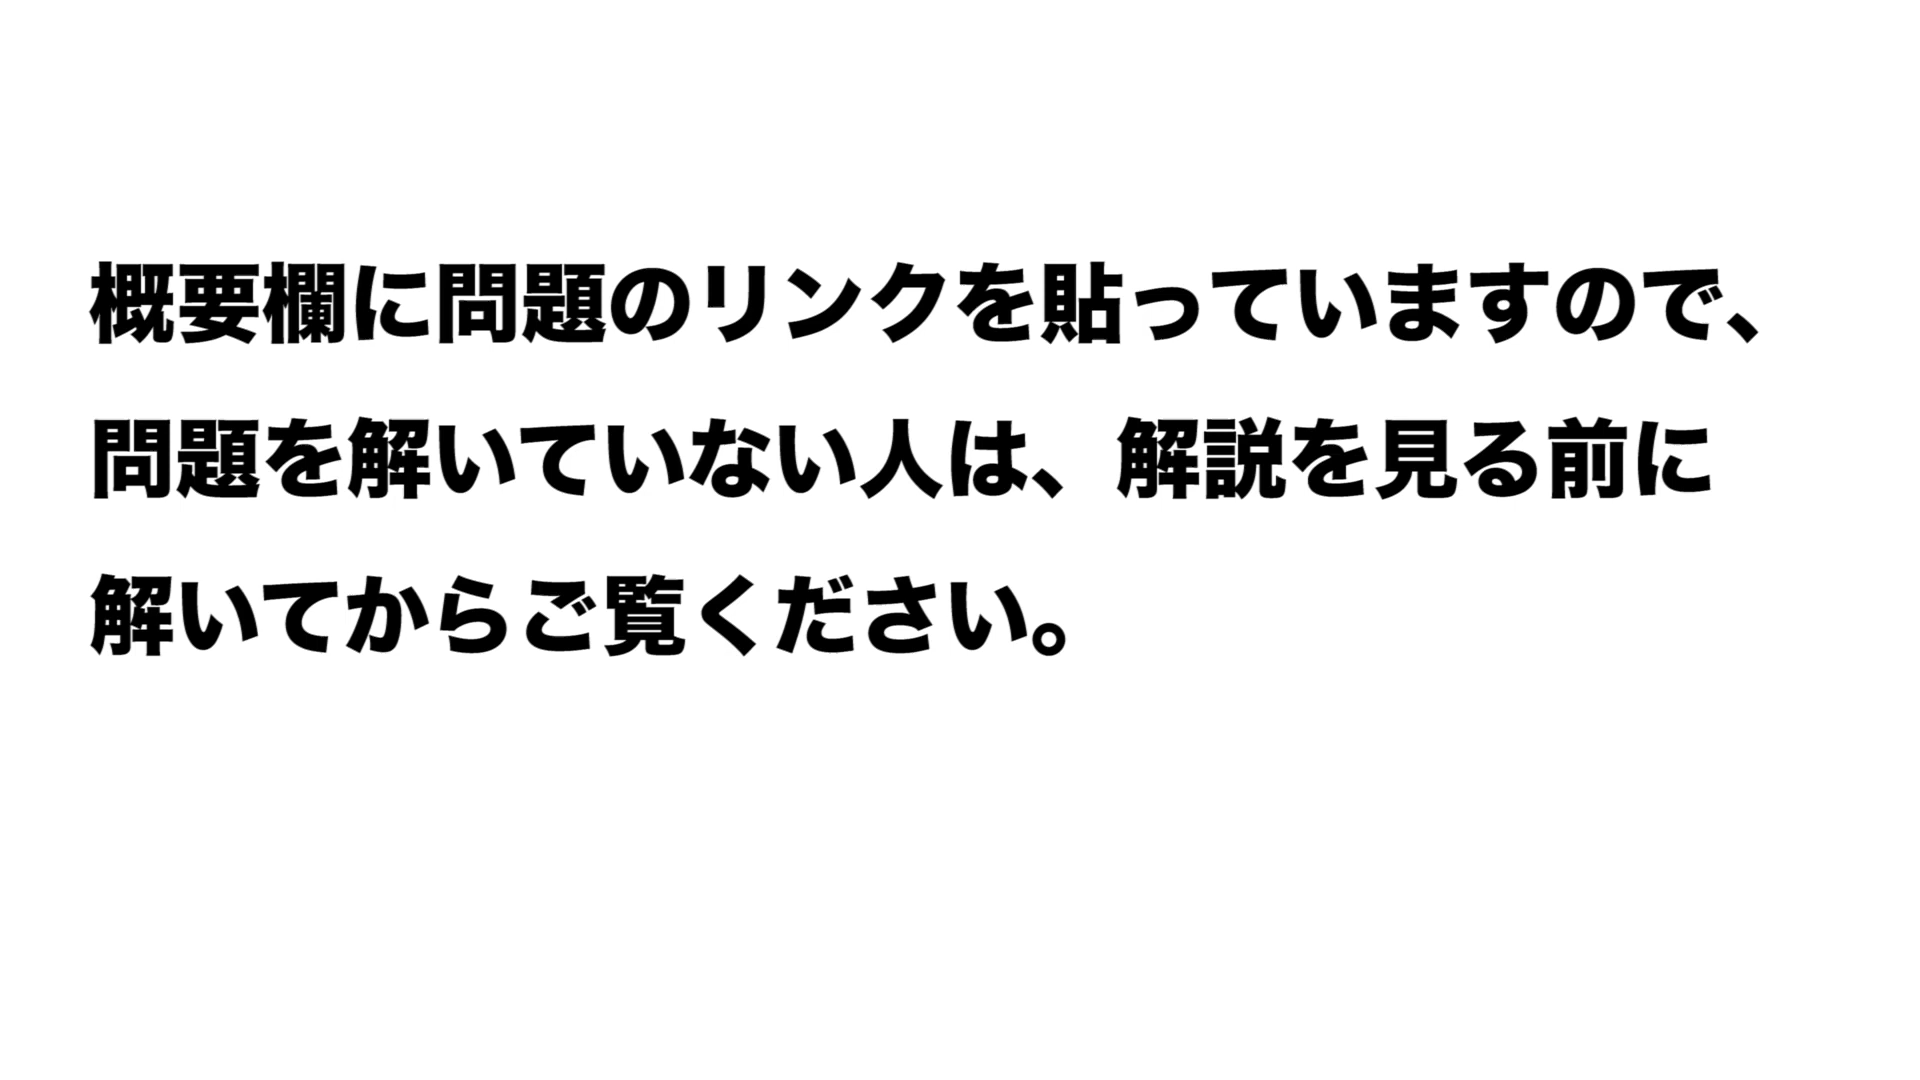 概要欄に問題のリンクを貼っていますので、
問題を解いていない人は、解説を見る前に
解いてからご覧ください。